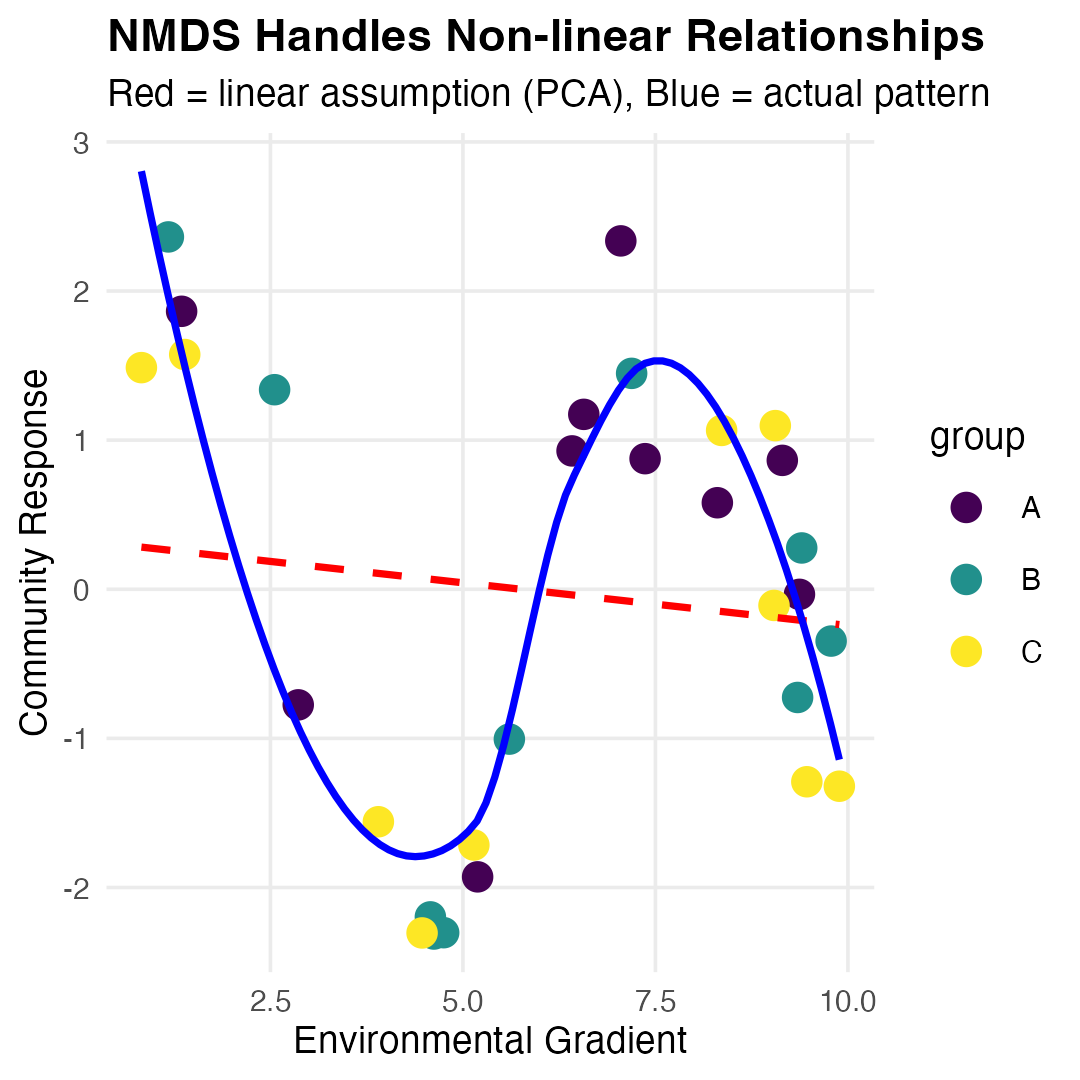 NMDS Handles Non-linear Relationships
Red = linear assumption (PCA), Blue = actual pattern
3
2
1
0
-1
-2
Community Response
2.5 5.0 7.5 10.0
Environmental Gradient
group
A
B
C